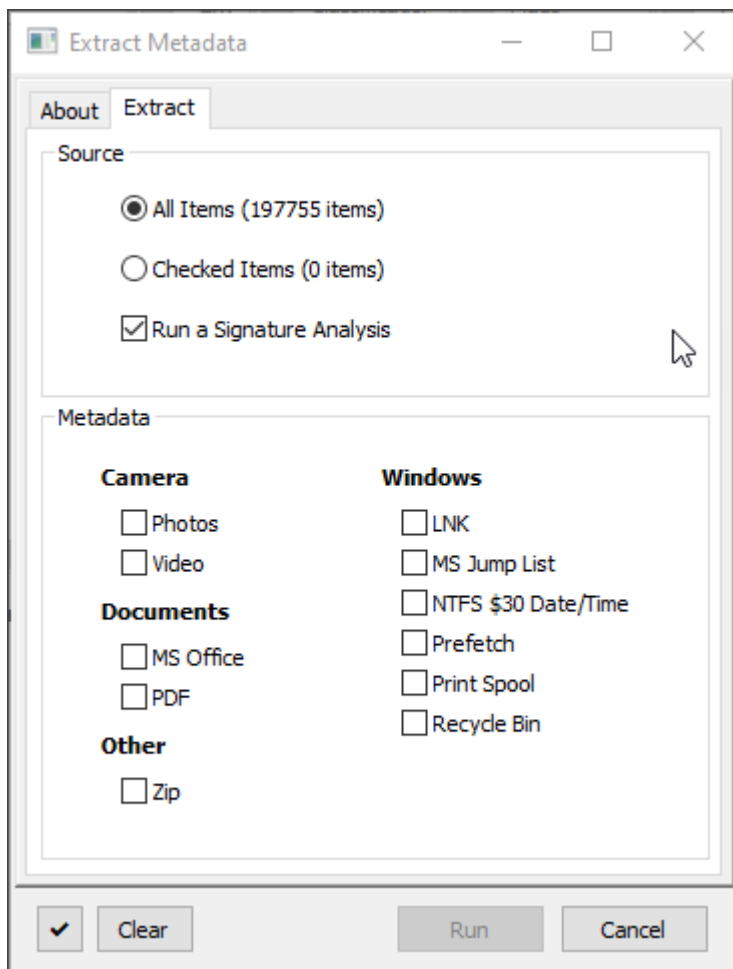 Extract Metadata
About Extract
Source
All Items (197755 items)
Checked Items (0 items)
Run a Signature Analysis
Metadata
Camera
Photos
Video
Documents
MS Office
PDF
Other
Zip
Windows
LNK
MS Jump List
NTFS $30 Date/Time
Prefetch
Print Spool
Recycle Bin
Clear Run Cancel